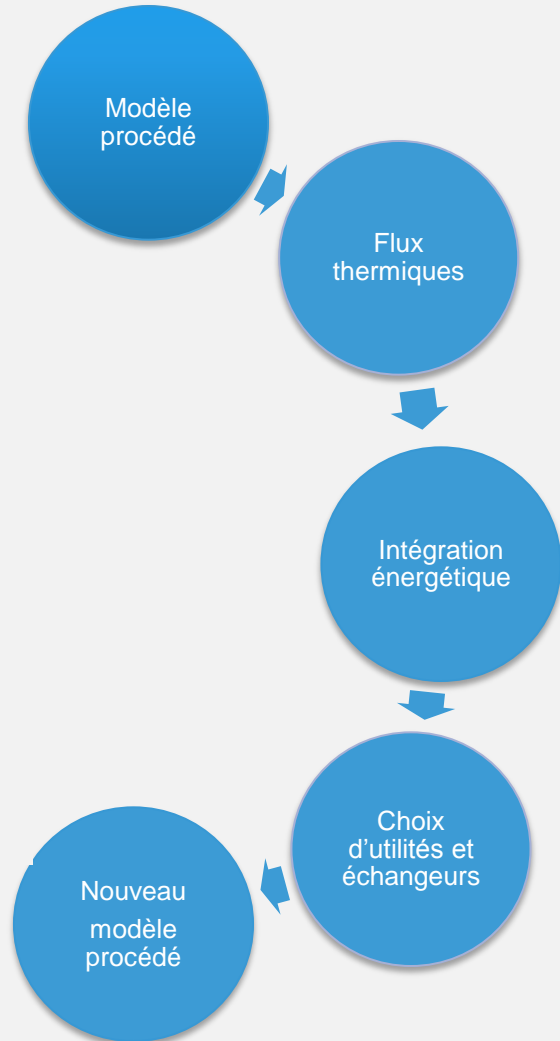 Modèle
procédé
Flux
thermiques
Intégration
énergétique
Choix
d'utilités et
échangeurs
Nouveau
modèle
procédé